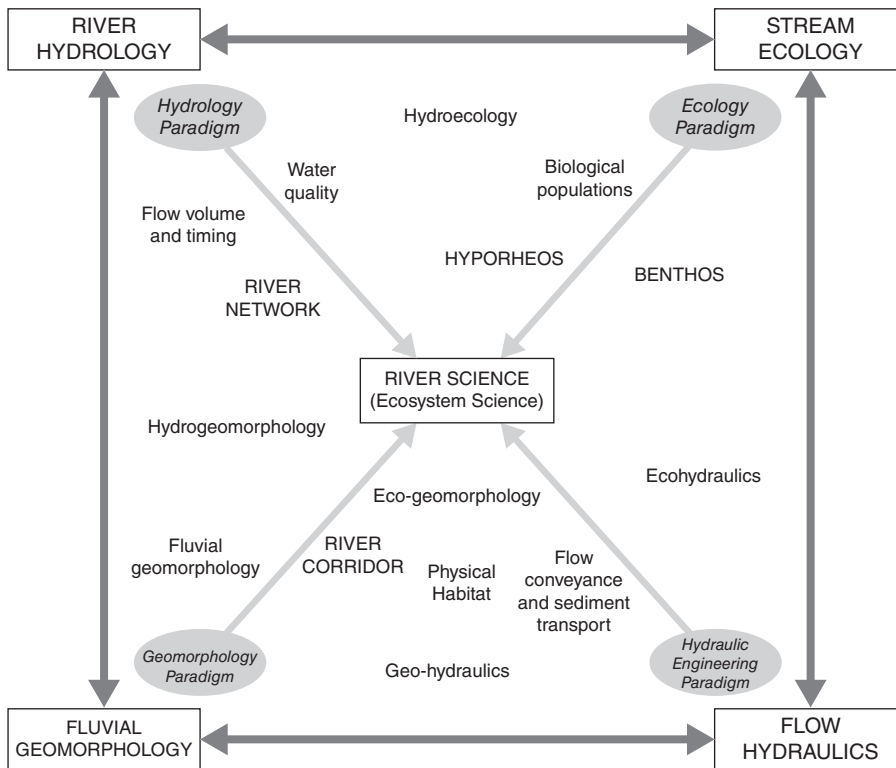 RIVER
HYDROLOGY
STREAM
ECOLOGY
Hydrology
Paradigm
Hydroecology
Ecology
Paradigm
Water
quality
Biological
populations
Flow volume
and timing
HYPORHEOS
BENTHOS
RIVER
NETWORK
RIVER SCIENCE
(Ecosystem Science)
Hydrogeomorphology
Ecohydraulics
Eco-geomorphology
Fluvial
geomorphology
RIVER
CORRIDOR
Physical
Habitat
Flow
conveyance
and sediment
transport
Geomorphology
Paradigm
Geo-hydraulics
Hydraulic
Engineering
Paradigm
FLUVIAL
GEOMORPHOLOGY
FLOW
HYDRAULICS